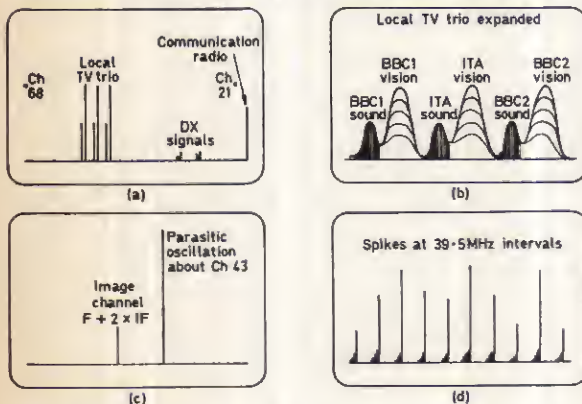 Communication
radio
Ch
68
Local
TV trio
Ch
21
DX
signals
(a)
Local TV trio expanded
BBC1
vision
ITA
vision
BBC2
vision
BBC1
sound
ITA
sound
BBC2
sound
(b)
Parasitic
oscillation
about Ch 43
Image
channel
F + 2 × IF
(c)
Spikes at 39·5MHz intervals
(d)